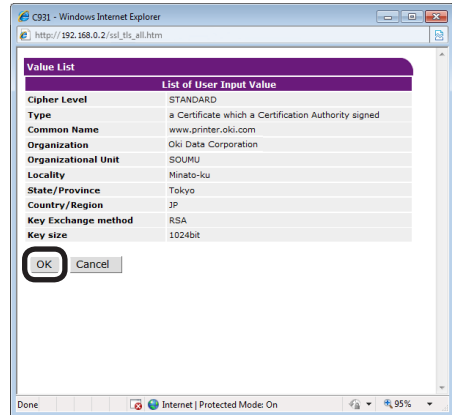 C931 - Windows Internet Explorer
http://192.168.0.2/ssl_tls_all.htm
Value List
List of User Input Value
Cipher Level STANDARD
Type a Certificate which a Certification Authority signed
Common Name www.printer.oki.com
Organization Oki Data Corporation
Organizational Unit SOUMU
Locality Minato-ku
State/Province Tokyo
Country/Region JP
Key Exchange method RSA
Key size 1024bit
OK Cancel
Done Internet | Protected Mode: On 95%